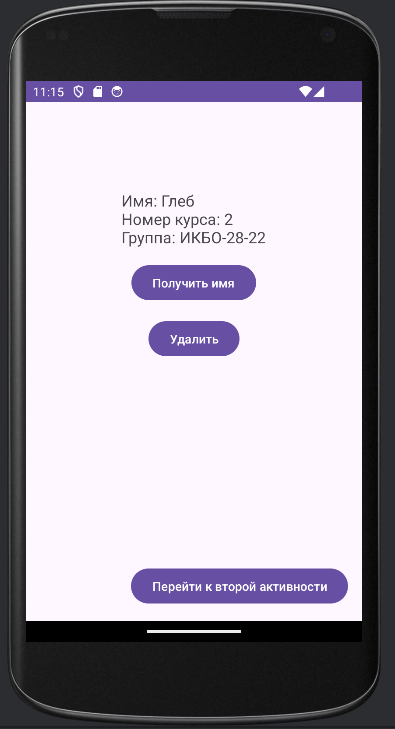 11:15
Имя: Глеб
Номер курса: 2
Группа: ИКБО-28-22
Получить имя
Удалить
Перейти к второй активности